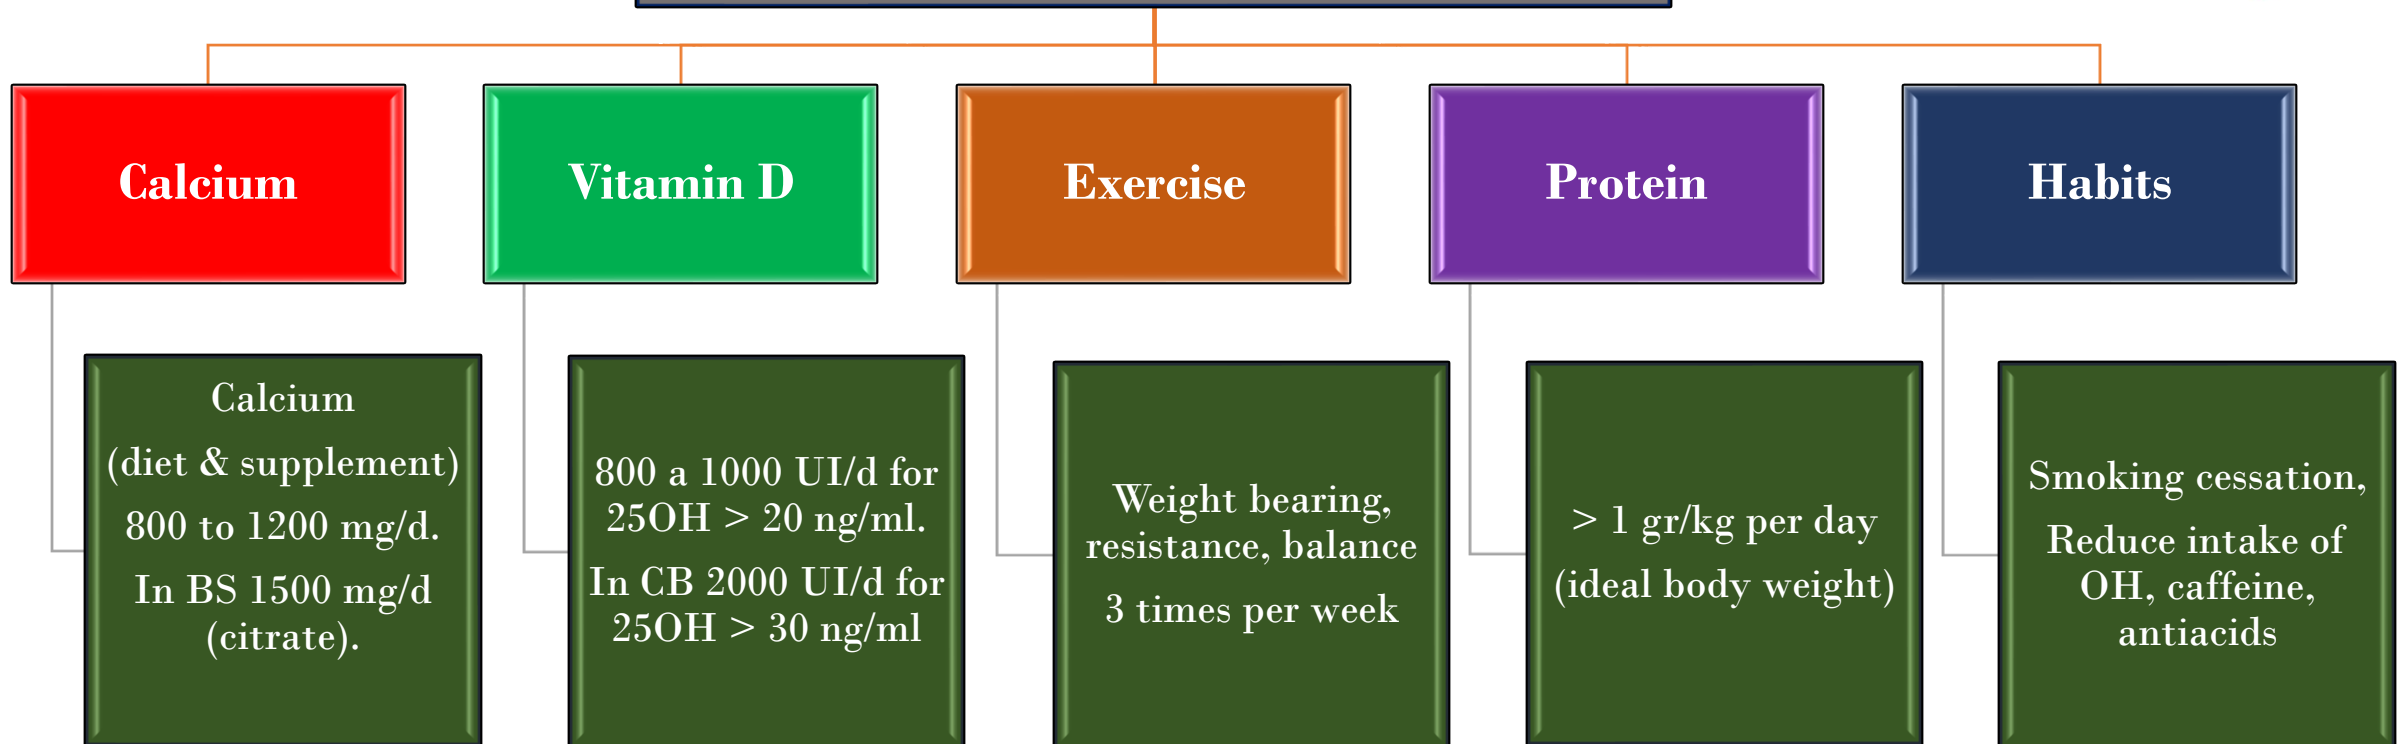 Calcium
Vitamin D
Exercise
Protein
Habits
Calcium
(diet & supplement)
800 to 1200 mg/d.
In BS 1500 mg/d
(citrate).
800 a 1000 UI/d for
25OH > 20 ng/ml.
In CB 2000 UI/d for
25OH > 30 ng/ml
Weight bearing,
resistance, balance
3 times per week
> 1 gr/kg per day
(ideal body weight)
Smoking cessation,
Reduce intake of
OH, caffeine,
antiacids